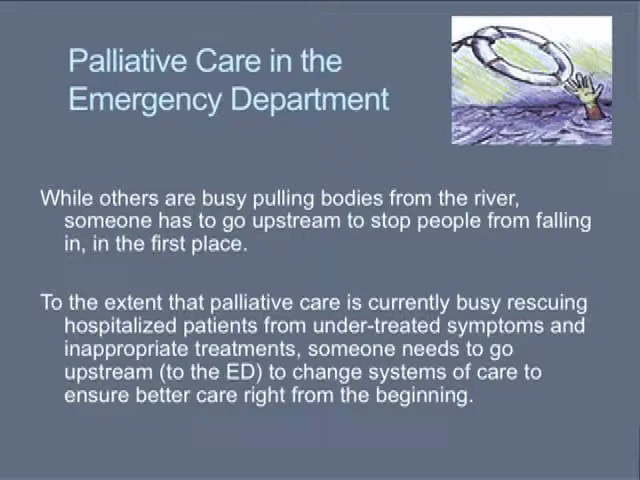 Palliative Care in the
Emergency Department
While others are busy pulling bodies from the river,
someone has to go upstream to stop people from falling
in, in the first place.
To the extent that palliative care is currently busy rescuing
hospitalized patients from under-treated symptoms and
inappropriate treatments, someone needs to go
upstream (to the ED) to change systems of care to
ensure better care right from the beginning.